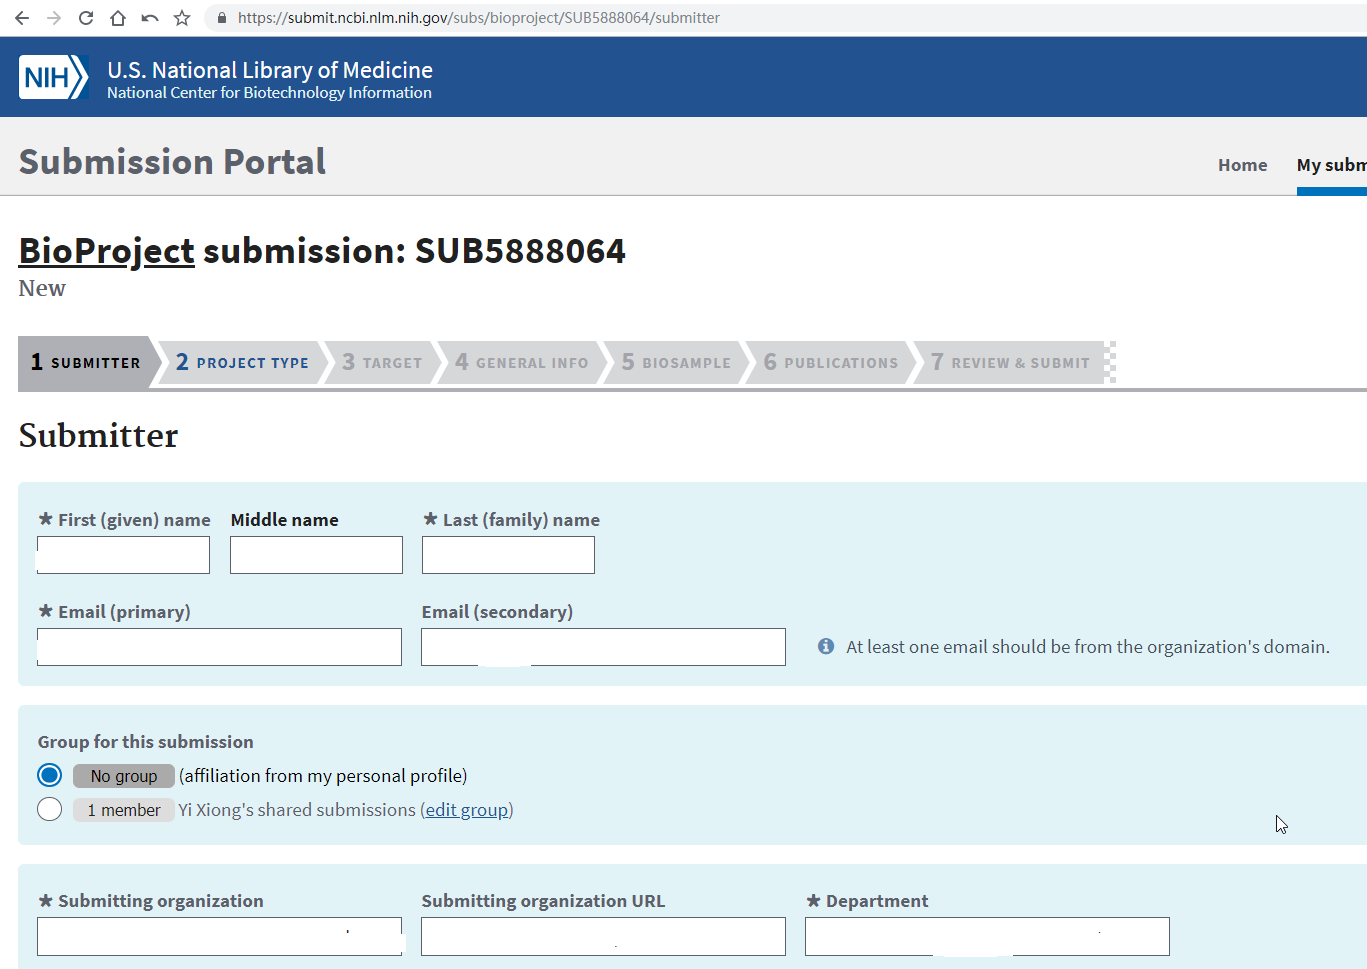 https://submit.ncbi.nlm.nih.gov/subs/bioproject/SUB5888064/submitter
NIH
U.S. National Library of Medicine
National Center for Biotechnology Information
Submission Portal
Home
My subm
BioProject submission: SUB5888064
New
1 SUBMITTER
2 PROJECT TYPE
3 TARGET
4 GENERAL INFO
5 BIOSAMPLE
6 PUBLICATIONS
7 REVIEW & SUBMIT
Submitter
* First (given) name
Middle name
* Last (family) name
* Email (primary)
Email (secondary)
At least one email should be from the organization's domain.
Group for this submission
No group (affiliation from my personal profile)
1 member Yi Xiong's shared submissions (edit group)
* Submitting organization
Submitting organization URL
* Department